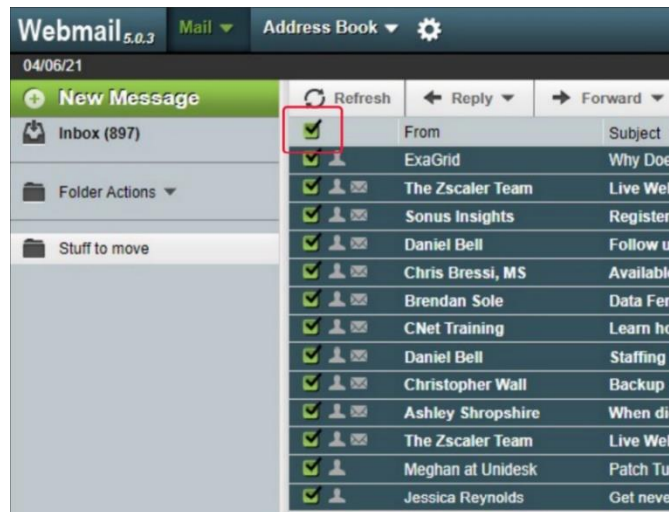 Webmail 5.0.3 Mail Address Book
04/06/21
New Message
Refresh Reply Forward
Inbox (897)
From Subject
ExaGrid Why Doe
Folder Actions
The Zscaler Team Live Wel
Sonus Insights Register
Stuff to move
Daniel Bell Follow u
Chris Bressi, MS Available
Brendan Sole Data Fer
CNet Training Learn ho
Daniel Bell Staffing
Christopher Wall Backup
Ashley Shropshire When di
The Zscaler Team Live Wel
Meghan at Unidesk Patch Tu
Jessica Reynolds Get neve